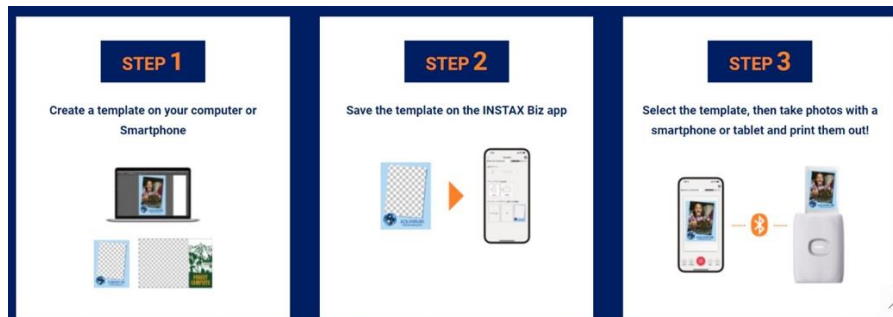 STEP 1
Create a template on your computer or
Smartphone
STEP 2
Save the template on the INSTAX Biz app
STEP 3
Select the template, then take photos with a
smartphone or tablet and print them out!